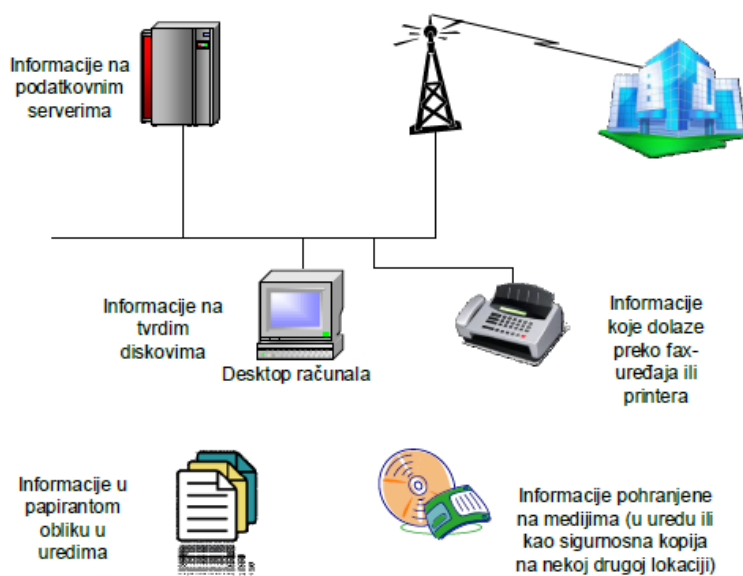 Informacije na
podatkovnim
serverima
Informacije na
tvrdim
diskovima
Desktop računala
Informacije
koje dolaze
preko fax-
uređaja ili
printera
Informacije u
papirantom
obliku u
uredima
Informacije pohranjene
na medijima (u uredu ili
kao sigurnosna kopija
na nekoj drugoj lokaciji)